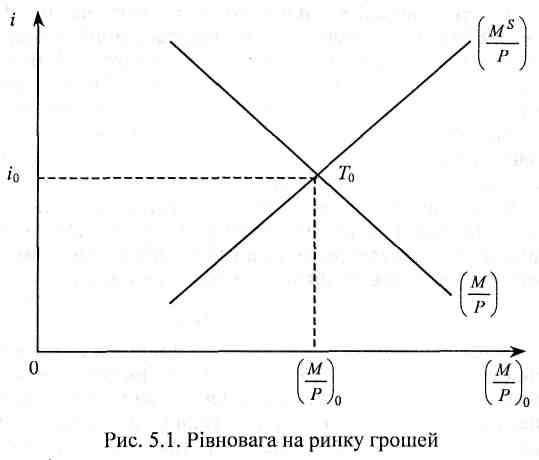 i
(M^S/P)
i₀
T₀
(M/P)
0
(M/P)₀
(M/P)₀
Рис. 5.1. Рівновага на ринку грошей